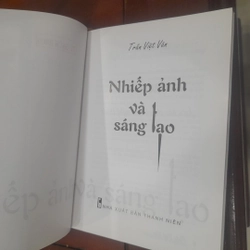 Trần Việt Văn
Nhiếp ảnh
và
sáng tạo
NHÀ XUẤT BẢN THANH NIÊN